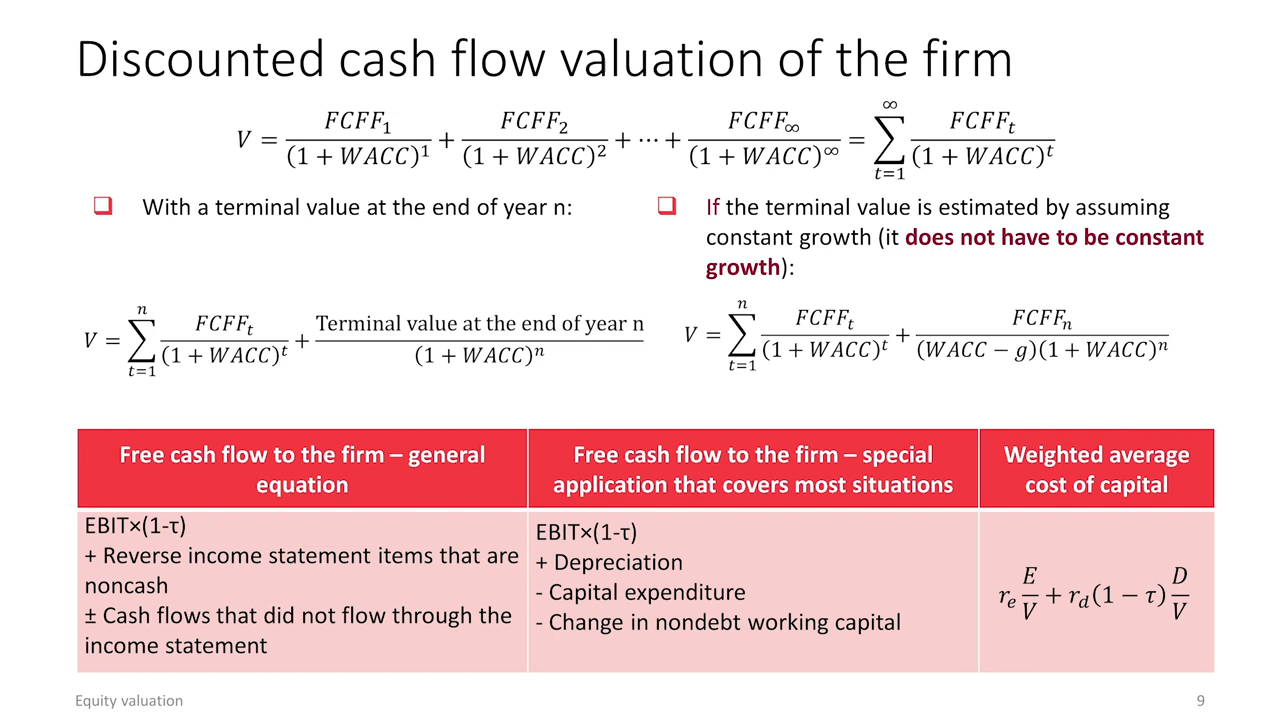 Discounted cash flow valuation of the firm
V = FCFF₁/(1 + WACC)¹ + FCFF₂/(1 + WACC)² + ⋯ + FCFF∞/(1 + WACC)^∞ = ∑_{t=1}^{∞} FCFFₜ/(1 + WACC)^t
❑ With a terminal value at the end of year n:
V = ∑_{t=1}^{n} FCFFₜ/(1 + WACC)^t + Terminal value at the end of year n/(1 + WACC)^n
❑ If the terminal value is estimated by assuming
constant growth (it does not have to be constant
growth):
V = ∑_{t=1}^{n} FCFFₜ/(1 + WACC)^t + FCFFₙ/(WACC − g)(1 + WACC)^n
Free cash flow to the firm – general
equation
Free cash flow to the firm – special
application that covers most situations
Weighted average
cost of capital
EBIT×(1-τ)
+ Reverse income statement items that are
noncash
± Cash flows that did not flow through the
income statement
EBIT×(1-τ)
+ Depreciation
- Capital expenditure
- Change in nondebt working capital
rₑ E/V + r_d(1 − τ) D/V
Equity valuation
9